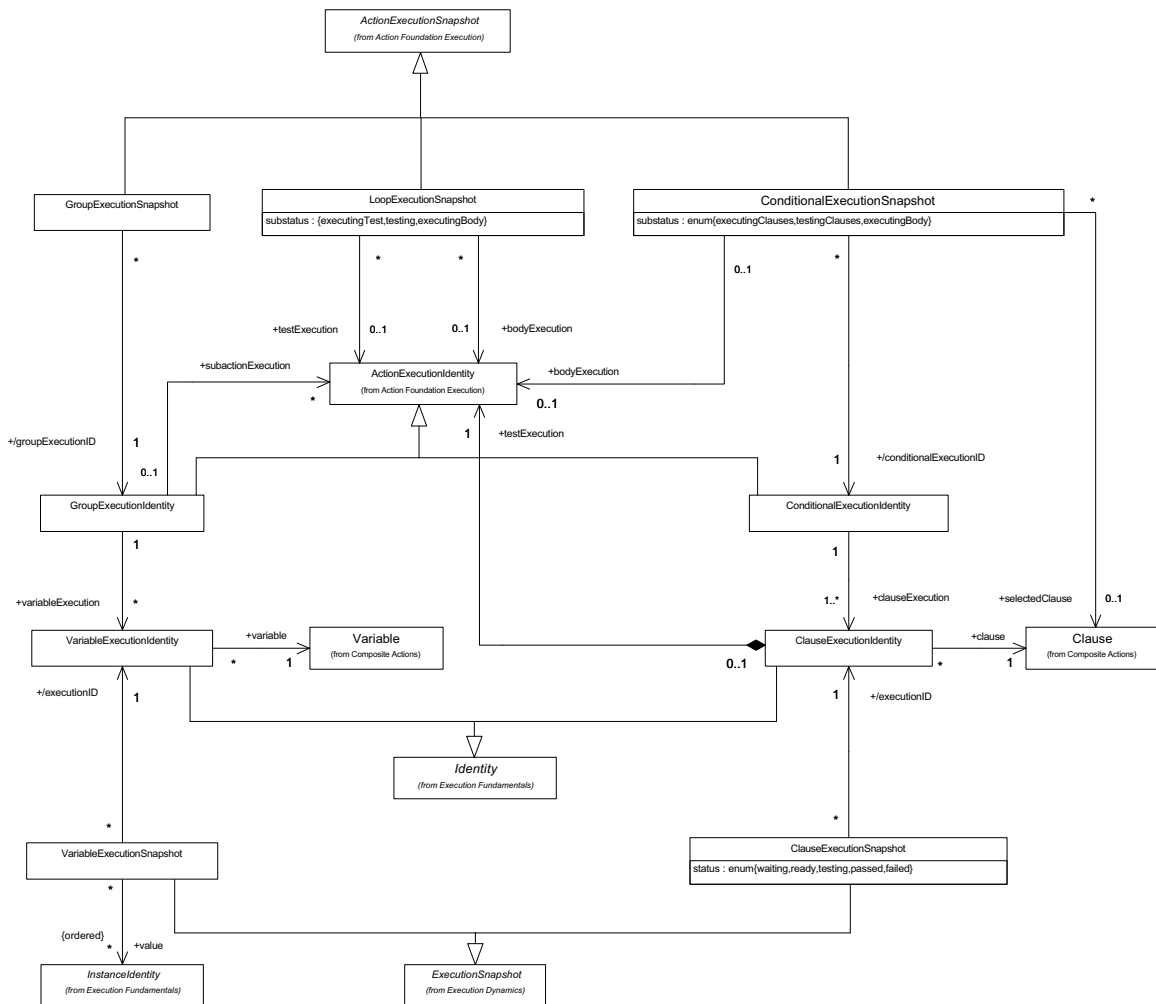 ActionExecutionSnapshot
(from Action Foundation Execution)
GroupExecutionSnapshot
LoopExecutionSnapshot
substatus : {executingTest,testing,executingBody}
ConditionalExecutionSnapshot
substatus : enum{executingClauses,testingClauses,executingBody}
*
*
*
*
0..1
*
+testExecution
0..1
0..1
+bodyExecution
+subactionExecution
ActionExecutionIdentity
(from Action Foundation Execution)
+bodyExecution
*
0..1
+/groupExecutionID
1
1
+testExecution
1
+/conditionalExecutionID
0..1
GroupExecutionIdentity
ConditionalExecutionIdentity
1
1
+variableExecution
*
1..*
+clauseExecution
+selectedClause
0..1
VariableExecutionIdentity
+variable
*
1
Variable
(from Composite Actions)
0..1
ClauseExecutionIdentity
+clause
*
1
Clause
(from Composite Actions)
+/executionID
1
1
+/executionID
Identity
(from Execution Fundamentals)
*
*
VariableExecutionSnapshot
ClauseExecutionSnapshot
status : enum{waiting,ready,testing,passed,failed}
*
{ordered}
*
+value
InstanceIdentity
(from Execution Fundamentals)
ExecutionSnapshot
(from Execution Dynamics)